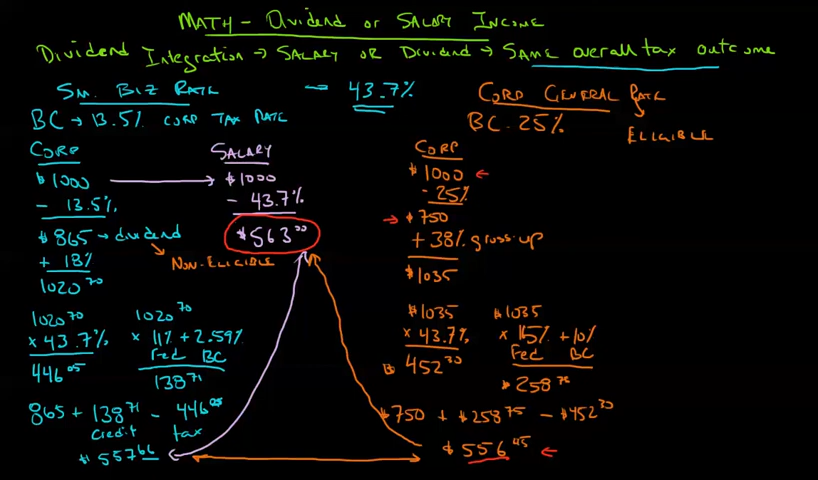 MATH - Dividend or SALARY INCOME
Dividend Integration → SALARY OR Dividend → SAME overall tax outcome
SM. BIZ RATE → 43.7%
BC → 13.5% CORP TAX RATE
CORP
$1000
- 13.5%
$865 → dividend
+ 18%
1020 70
NON-ELIGIBLE
SALARY
$1000
- 43.7%
$563 00
1020 70
× 43.7%
446 05
1020 70
× 11% + 2.59%
Fed BC
138 71
865 + 138 71 - 446 05
credit tax
$557 66
CORP GENERAL RATE
BC. 25%
ELIGIBLE
CORP
$1000 ←
- 25%
→ $750
+ 38% gross-up
$1035
$1035
× 43.7%
$452 30
$1035
× 15% + 10%
Fed BC
$258 75
$750 + $258 75 - $452 30
$556 45 ←